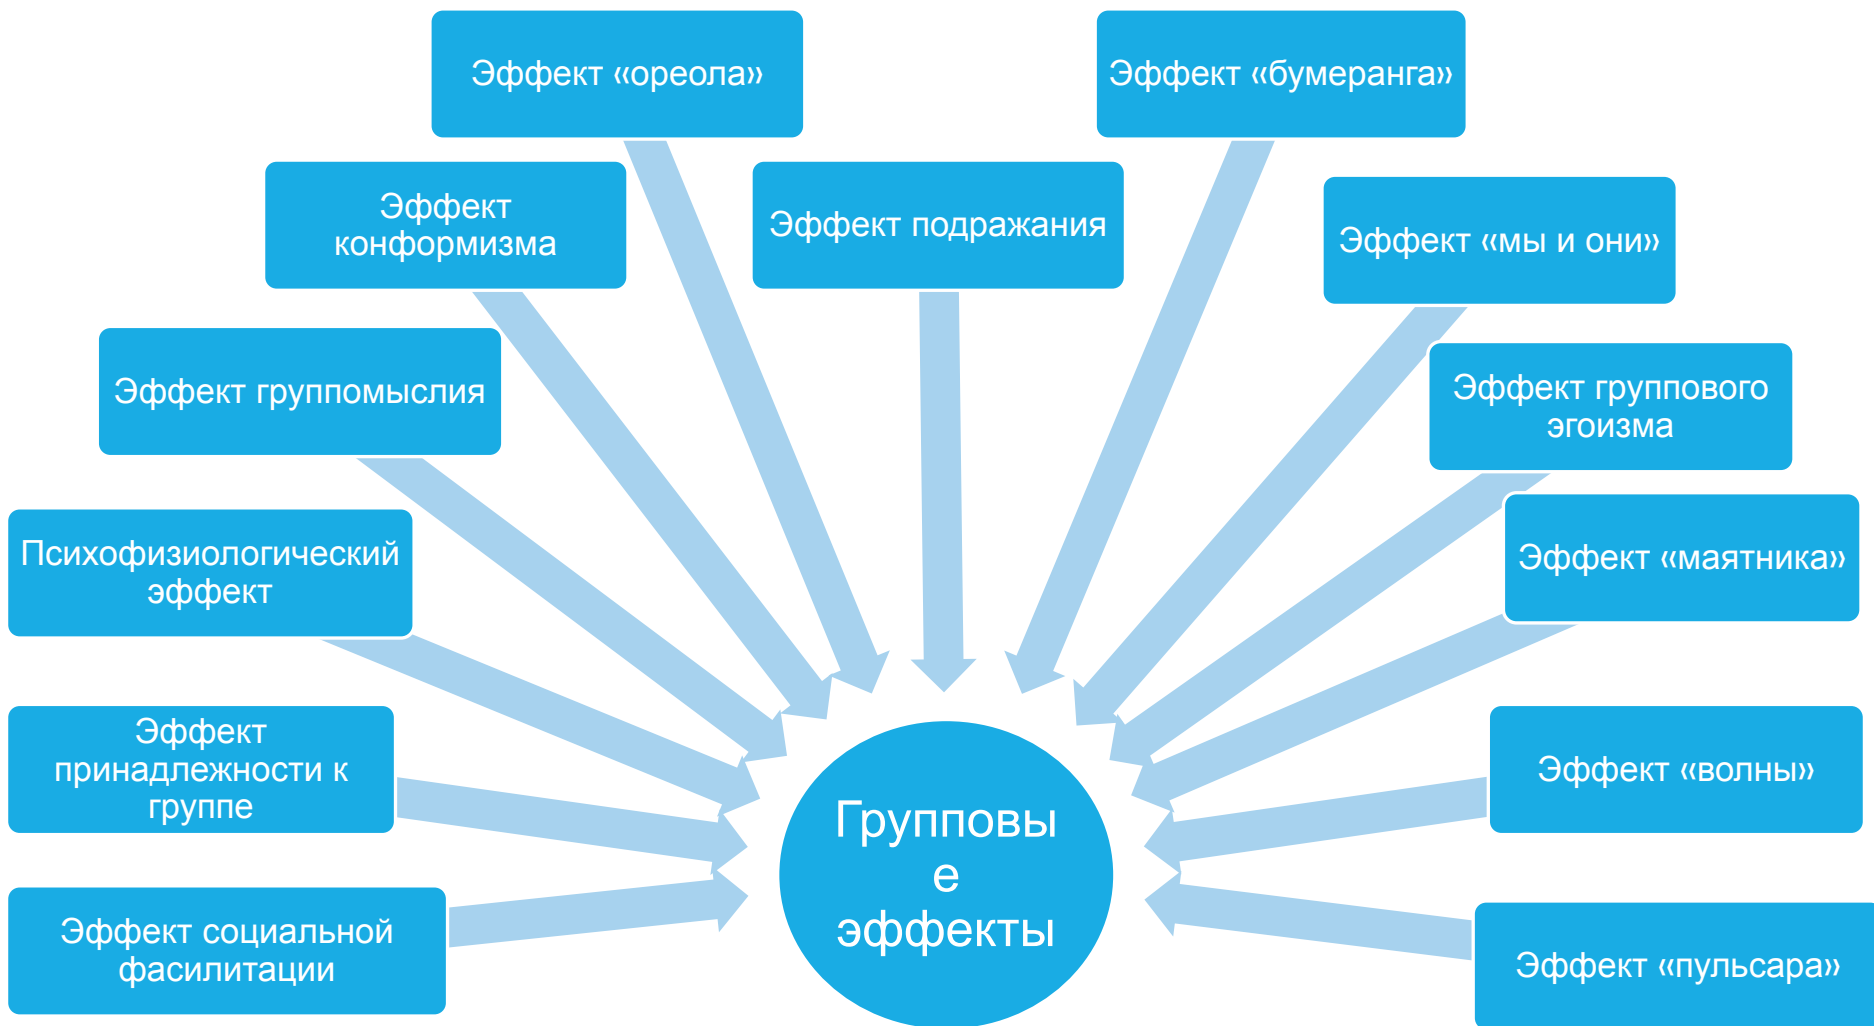 Эффект «ореола»
Эффект «бумеранга»
Эффект
конформизма
Эффект подражания
Эффект «мы и они»
Эффект группомыслия
Эффект группового
эгоизма
Психофизиологический
эффект
Эффект «маятника»
Эффект
принадлежности к
группе
Эффект «волны»
Групповы
е
эффекты
Эффект социальной
фасилитации
Эффект «пульсара»